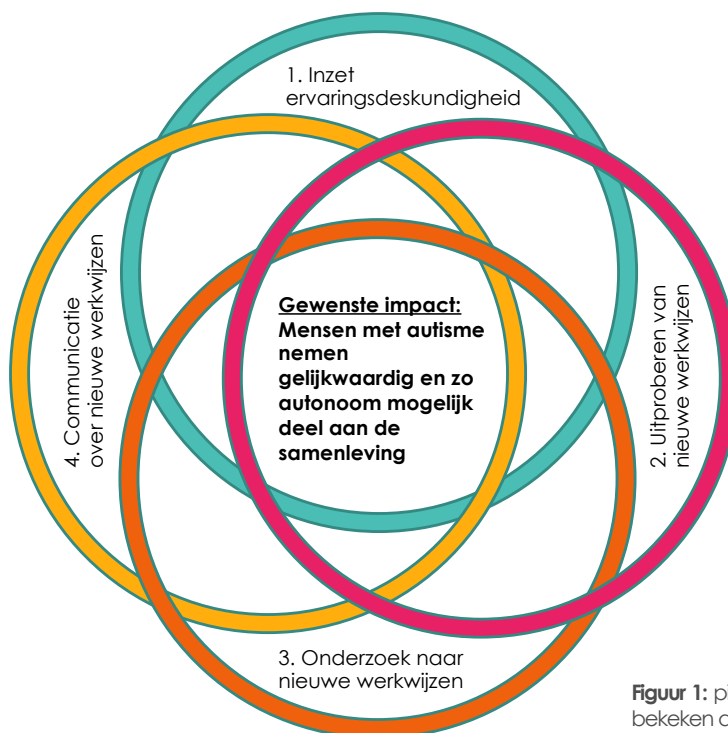 1. Inzet
ervaringsdeskundigheid
Gewenste impact:
Mensen met autisme
nemen
gelijkwaardig en zo
autonoom mogelijk
deel aan de
samenleving
2. Uitproberen van
nieuwe werkwijzen
3. Onderzoek naar
nieuwe werkwijzen
4. Communicatie
over nieuwe werkwijzen
Figuur 1:
bekeken